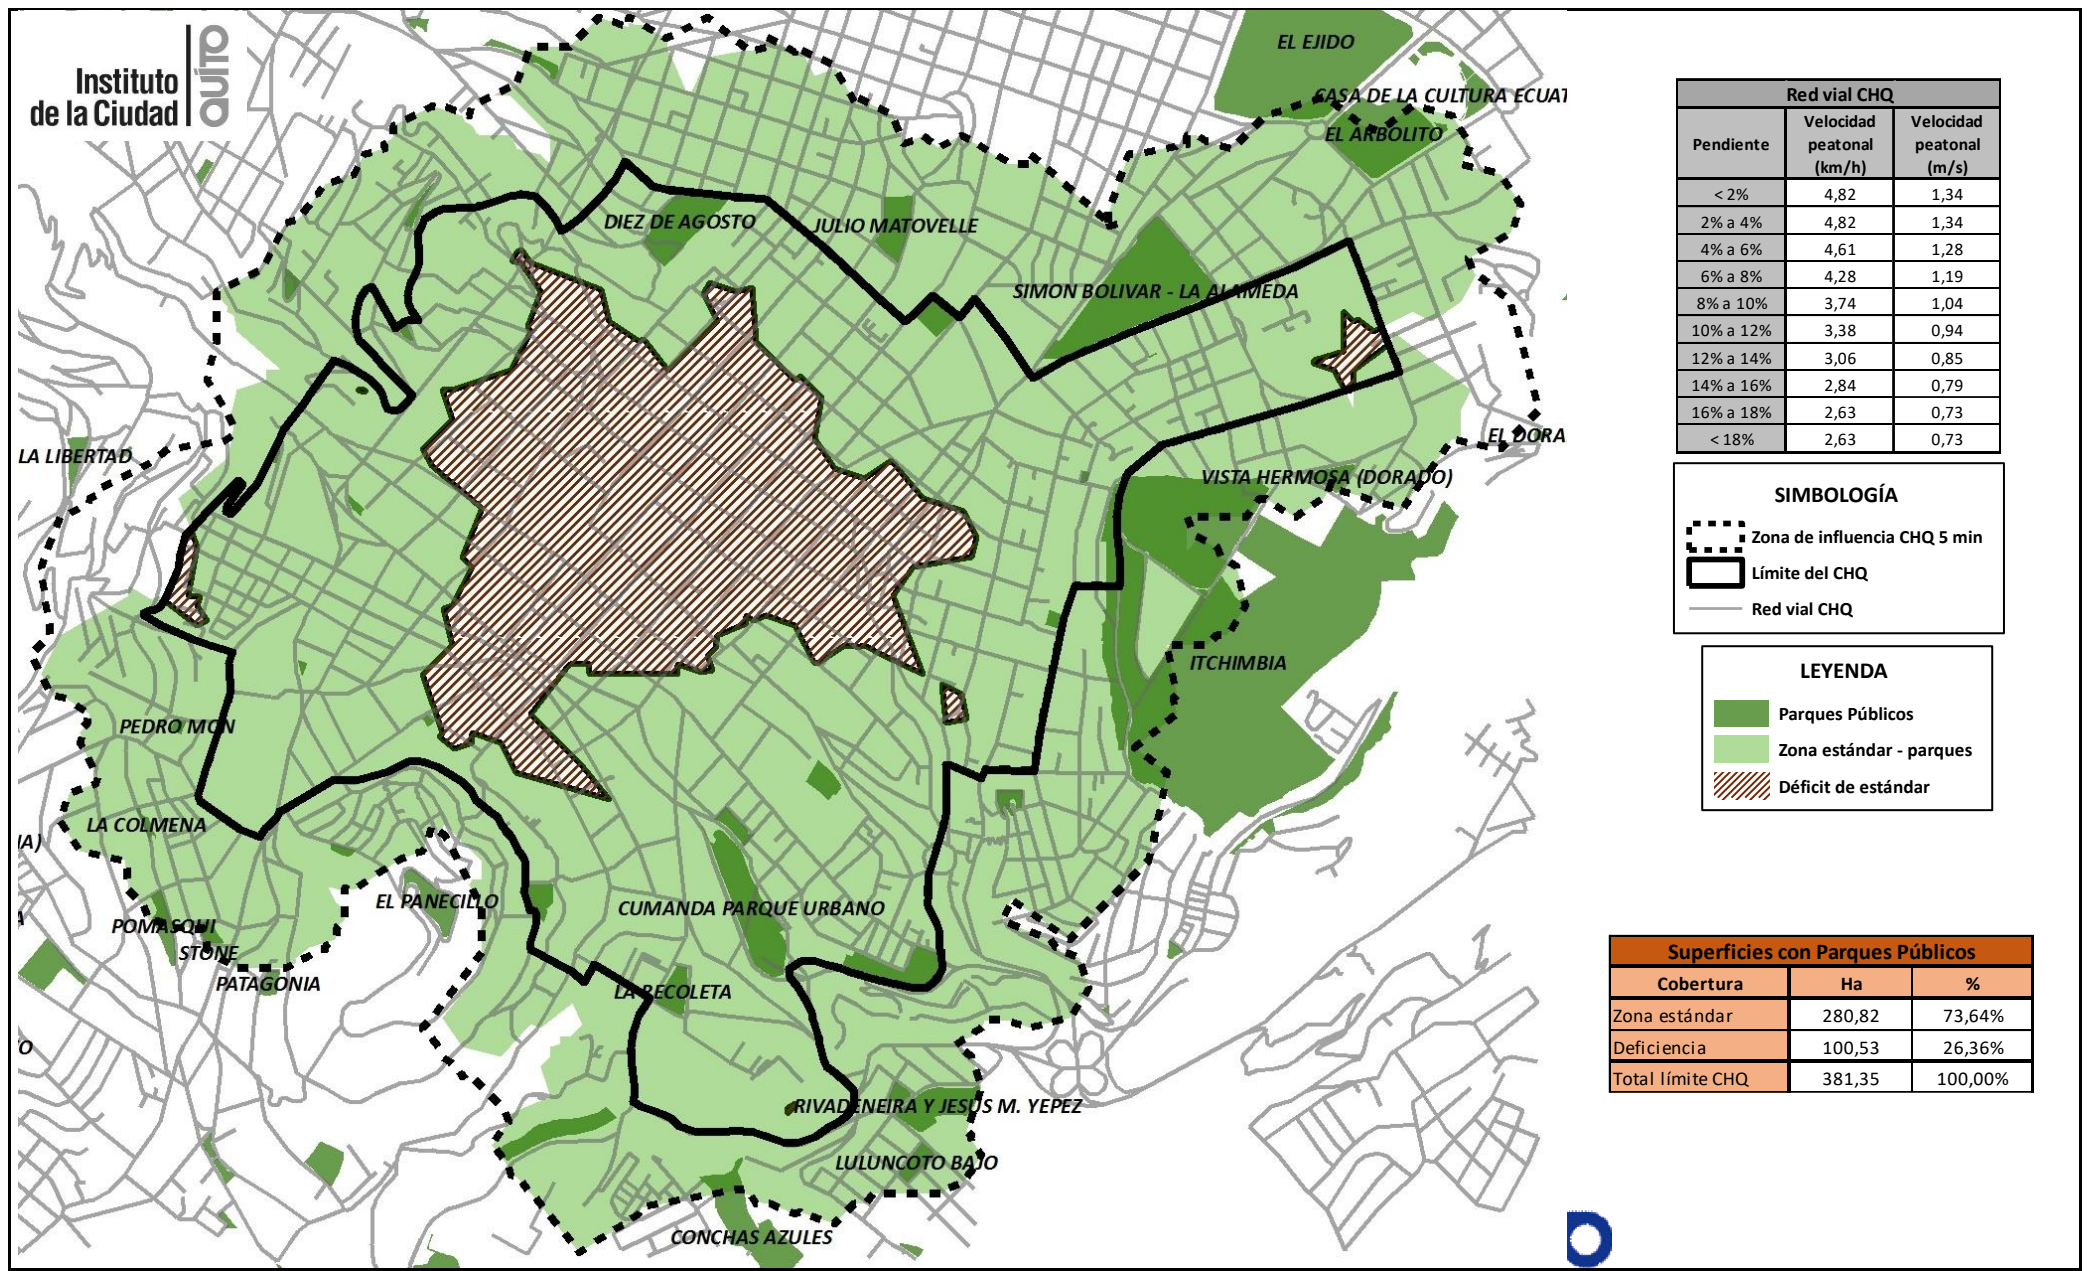 Instituto
de la Ciudad
QUITO
EL EJIDO
CASA DE LA CULTURA ECUAT
EL ARBOLITO
DIEZ DE AGOSTO
JULIO MATOVELLE
SIMON BOLIVAR - LA ALAMEDA
LA LIBERTAD
EL DORA
VISTA HERMOSA (DORADO)
ITCHIMBIA
PEDRO MON
LA COLMENA
IA)
EL PANECILLO
CUMANDA PARQUE URBANO
POMASQUI
STONE
PATAGONIA
LA RECOLETA
O
RIVADENEIRA Y JESUS M. YEPEZ
LULUNCOTO BAJO
CONCHAS AZULES
Red vial CHQ
Pendiente Velocidad peatonal (km/h) Velocidad peatonal (m/s)
< 2% 4,82 1,34
2% a 4% 4,82 1,34
4% a 6% 4,61 1,28
6% a 8% 4,28 1,19
8% a 10% 3,74 1,04
10% a 12% 3,38 0,94
12% a 14% 3,06 0,85
14% a 16% 2,84 0,79
16% a 18% 2,63 0,73
< 18% 2,63 0,73
SIMBOLOGÍA
Zona de influencia CHQ 5 min
Límite del CHQ
Red vial CHQ
LEYENDA
Parques Públicos
Zona estándar - parques
Déficit de estándar
Superficies con Parques Públicos
Cobertura Ha %
Zona estándar 280,82 73,64%
Deficiencia 100,53 26,36%
Total límite CHQ 381,35 100,00%